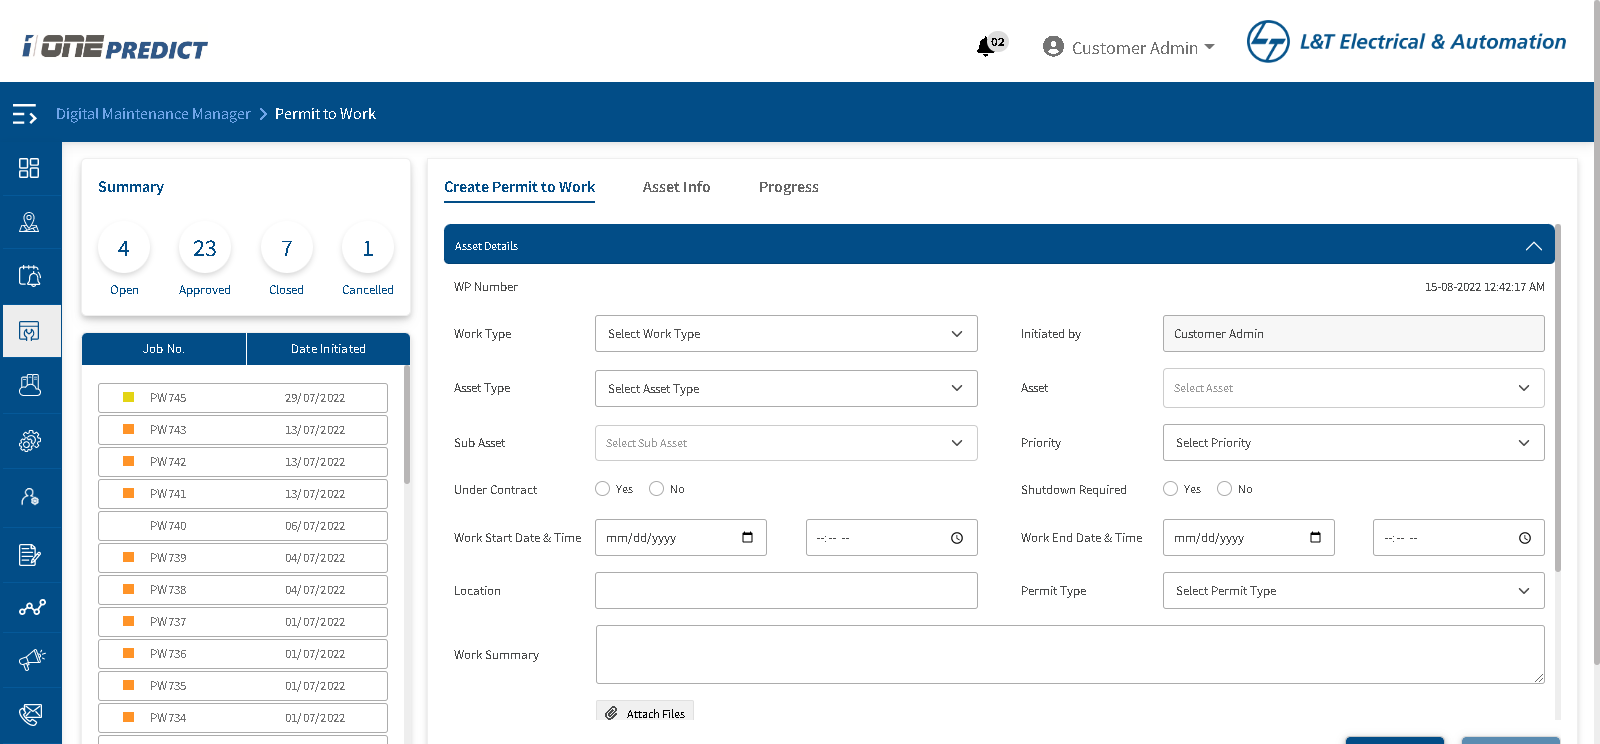 i ONE PREDICT
02
Customer Admin
L&T Electrical & Automation
Digital Maintenance Manager > Permit to Work
Summary
4 23 7 1
Open Approved Closed Cancelled
Job No. Date Initiated
PW745 29/07/2022
PW743 13/07/2022
PW742 13/07/2022
PW741 13/07/2022
PW740 06/07/2022
PW739 04/07/2022
PW738 04/07/2022
PW737 01/07/2022
PW736 01/07/2022
PW735 01/07/2022
PW734 01/07/2022
Create Permit to Work Asset Info Progress
Asset Details
WP Number 15-08-2022 12:42:17 AM
Work Type Select Work Type Initiated by Customer Admin
Asset Type Select Asset Type Asset Select Asset
Sub Asset Select Sub Asset Priority Select Priority
Under Contract Yes No Shutdown Required Yes No
Work Start Date & Time mm/dd/yyyy --:-- -- Work End Date & Time mm/dd/yyyy --:-- --
Location Permit Type Select Permit Type
Work Summary
Attach Files